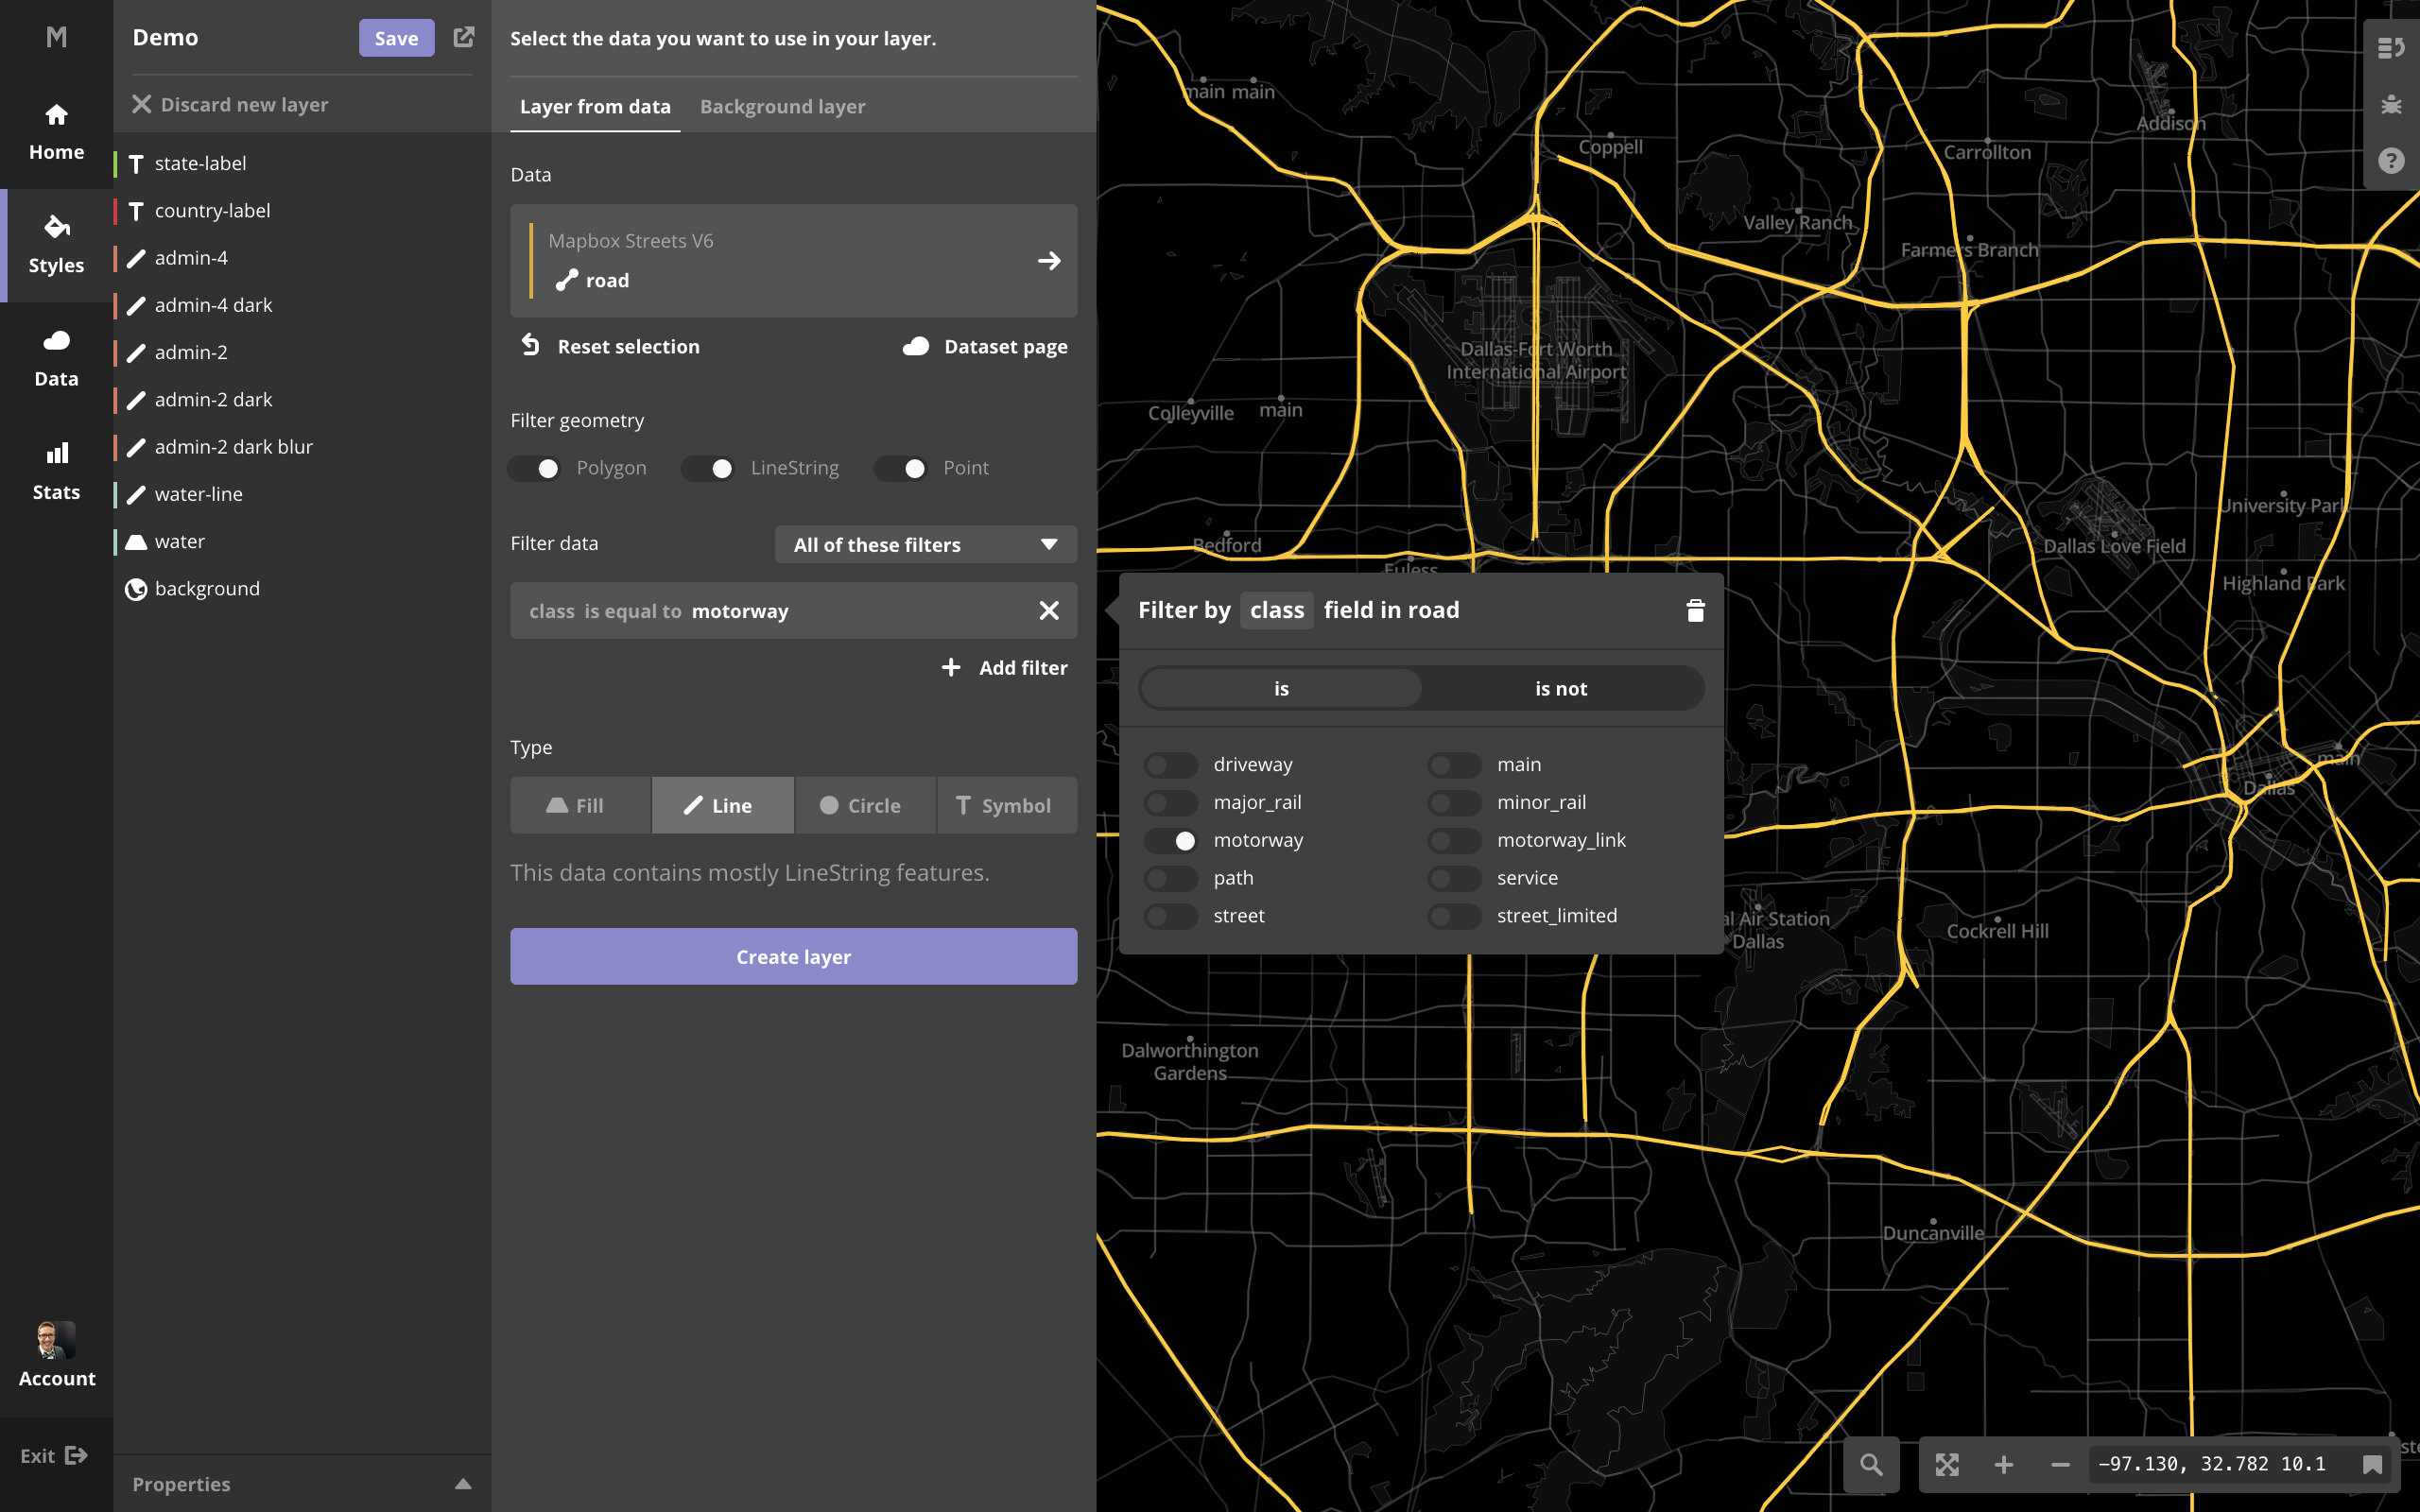 M
Home
Styles
Data
Stats
Account
Exit
Demo
Save
Discard new layer
state-label
country-label
admin-4
admin-4 dark
admin-2
admin-2 dark
admin-2 dark blur
water-line
water
background
Properties
Select the data you want to use in your layer.
Layer from data
Background layer
Data
Mapbox Streets V6
road
Reset selection
Dataset page
Filter geometry
Polygon
LineString
Point
Filter data
All of these filters
class is equal to motorway
Add filter
Type
Fill
Line
Circle
Symbol
This data contains mostly LineString features.
Create layer
main main
Coppell
Addison
Carrollton
Valley Ranch
Farmers Branch
Dallas-Fort Worth
International Airport
Colleyville
main
University Park
Bedford
Dallas Love Field
Euless
Highland Park
Filter by class field in road
is
is not
driveway
main
major_rail
minor_rail
motorway
motorway_link
path
service
street
street_limited
main
Dallas
Air Station
Dallas
Cockrell Hill
Dalworthington
Gardens
Duncanville
−97.130, 32.782 10.1